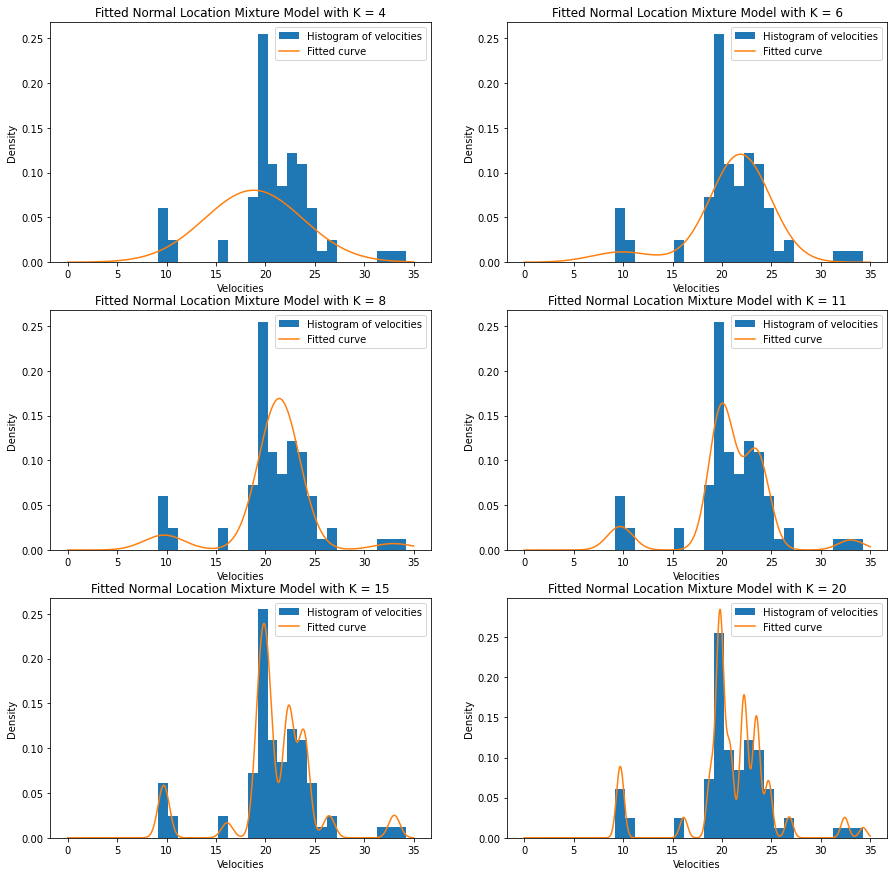 Fitted Normal Location Mixture Model with K = 4
Histogram of velocities
Fitted curve
Density
0.25
0.20
0.15
0.10
0.05
0.00
0 5 10 15 20 25 30 35
Velocities
Fitted Normal Location Mixture Model with K = 6
Histogram of velocities
Fitted curve
Density
0.25
0.20
0.15
0.10
0.05
0.00
0 5 10 15 20 25 30 35
Velocities
Fitted Normal Location Mixture Model with K = 8
Histogram of velocities
Fitted curve
Density
0.25
0.20
0.15
0.10
0.05
0.00
0 5 10 15 20 25 30 35
Velocities
Fitted Normal Location Mixture Model with K = 11
Histogram of velocities
Fitted curve
Density
0.25
0.20
0.15
0.10
0.05
0.00
0 5 10 15 20 25 30 35
Velocities
Fitted Normal Location Mixture Model with K = 15
Histogram of velocities
Fitted curve
Density
0.25
0.20
0.15
0.10
0.05
0.00
0 5 10 15 20 25 30 35
Velocities
Fitted Normal Location Mixture Model with K = 20
Histogram of velocities
Fitted curve
Density
0.25
0.20
0.15
0.10
0.05
0.00
0 5 10 15 20 25 30 35
Velocities